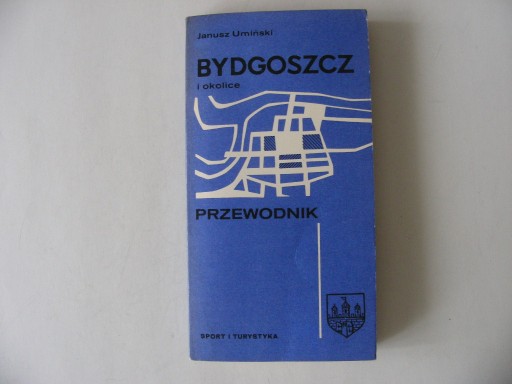 Janusz Umiński
BYDGOSZCZ
i okolice
PRZEWODNIK
SPORT I TURYSTYKA